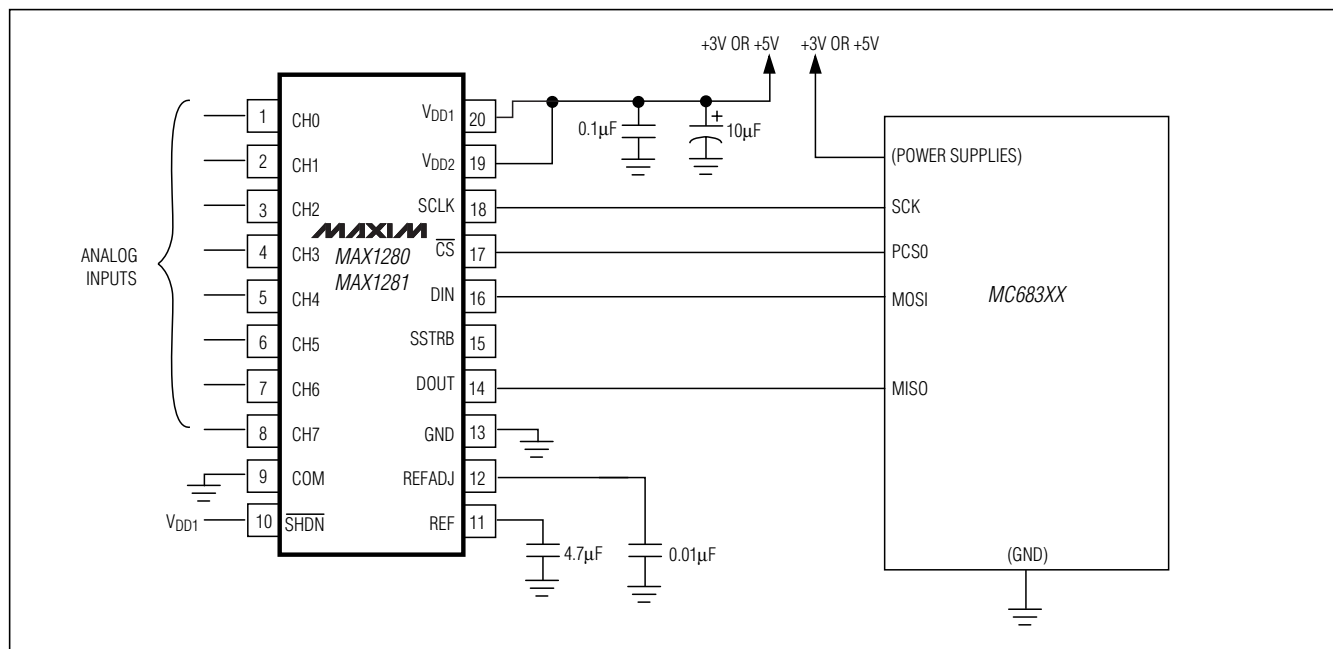 +3V OR +5V
+3V OR +5V
ANALOG
INPUTS
1
CH0
2
CH1
3
CH2
4
CH3
5
CH4
6
CH5
7
CH6
8
CH7
9
COM
VDD1
10
SHDN
MAXIM
MAX1280
MAX1281
VDD1
20
VDD2
19
SCLK
18
CS
17
DIN
16
SSTRB
15
DOUT
14
GND
13
REFADJ
12
REF
11
0.1μF
+
10μF
4.7μF
0.01μF
(POWER SUPPLIES)
SCK
PCS0
MOSI
MC683XX
MISO
(GND)